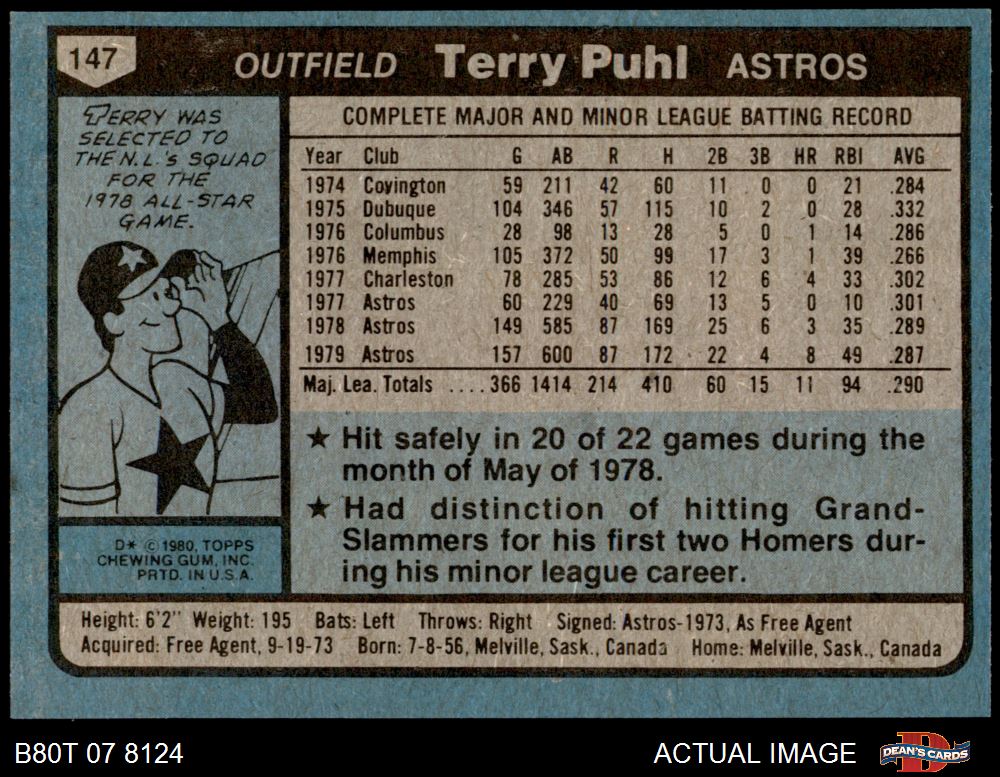 147 OUTFIELD Terry Puhl ASTROS
TERRY WAS
SELECTED TO
THE N.L.'S SQUAD
FOR THE
1978 ALL-STAR
GAME.
D* © 1980, TOPPS
CHEWING GUM, INC.
PRTD. IN U.S.A.
COMPLETE MAJOR AND MINOR LEAGUE BATTING RECORD
Year Club G AB R H 2B 3B HR RBI AVG
1974 Covington 59 211 42 60 11 0 0 21 .284
1975 Dubuque 104 346 57 115 10 2 0 28 .332
1976 Columbus 28 98 13 28 5 0 1 14 .286
1976 Memphis 105 372 50 99 17 3 1 39 .266
1977 Charleston 78 285 53 86 12 6 4 33 .302
1977 Astros 60 229 40 69 13 5 0 10 .301
1978 Astros 149 585 87 169 25 6 3 35 .289
1979 Astros 157 600 87 172 22 4 8 49 .287
Maj. Lea. Totals ....366 1414 214 410 60 15 11 94 .290
★ Hit safely in 20 of 22 games during the
month of May of 1978.
★ Had distinction of hitting Grand-
Slammers for his first two Homers dur-
ing his minor league career.
Height: 6'2" Weight: 195 Bats: Left Throws: Right Signed: Astros-1973, As Free Agent
Acquired: Free Agent, 9-19-73 Born: 7-8-56, Melville, Sask., Canada Home: Melville, Sask., Canada
B80T 07 8124 ACTUAL IMAGE DEAN'S CARDS